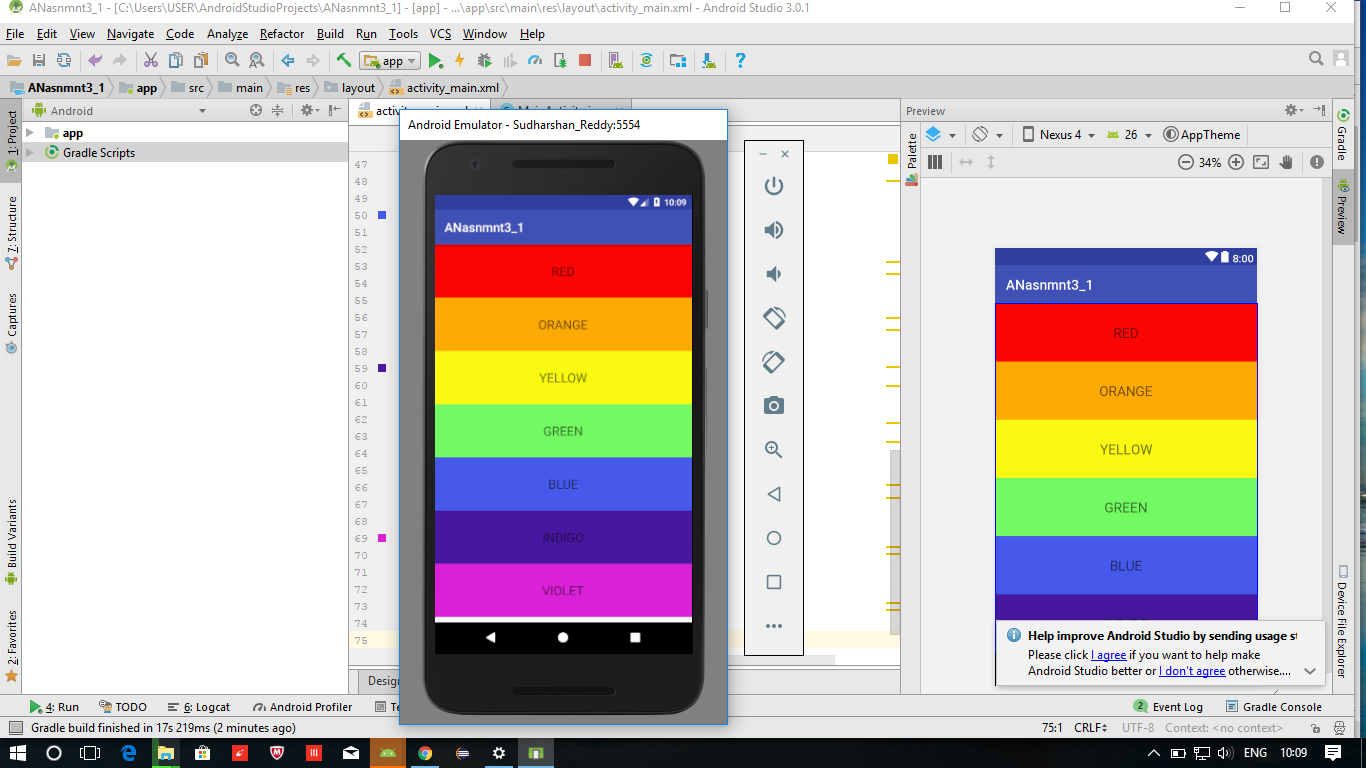 ANasnmnt3_1 - [C:\Users\USER\AndroidStudioProjects\ANasnmnt3_1] - [app] - ...\app\src\main\res\layout\activity_main.xml - Android Studio 3.0.1
File Edit View Navigate Code Analyze Refactor Build Run Tools VCS Window Help
app
ANasnmnt3_1 app src main res layout activity_main.xml
1: Project
7: Structure
Captures
Build Variants
2: Favorites
Android
app
Gradle Scripts
47
48
49
50
51
52
53
54
55
56
57
58
59
60
61
62
63
64
65
66
67
68
69
70
71
72
73
74
75
Android Emulator - Sudharshan_Reddy:5554
10:09
ANasnmnt3_1
RED
ORANGE
YELLOW
GREEN
BLUE
INDIGO
VIOLET
Preview
Palette
Nexus 4 26 AppTheme
34%
8:00
ANasnmnt3_1
RED
ORANGE
YELLOW
GREEN
BLUE
Help improve Android Studio by sending usage st
Please click I agree if you want to help make
Android Studio better or I don't agree otherwise....
Gradle
Preview
Device File Explorer
4: Run TODO 6: Logcat Android Profiler Te
2 Event Log Gradle Console
Gradle build finished in 17s 219ms (2 minutes ago)
75:1 CRLF UTF-8 Context: <no context>
ENG 10:09